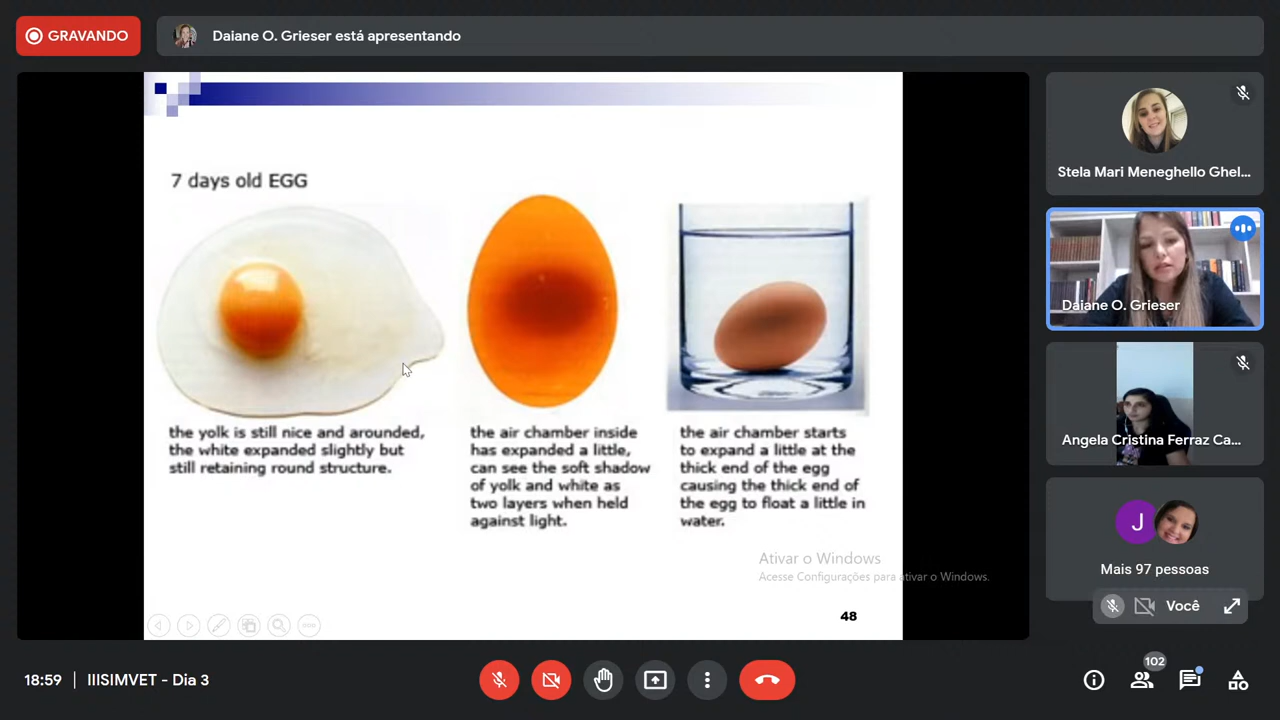 GRAVANDO
Daiane O. Grieser está apresentando
7 days old EGG
the yolk is still nice and arounded,
the white expanded slightly but
still retaining round structure.
the air chamber inside
has expanded a little,
can see the soft shadow
of yolk and white as
two layers when held
against light.
the air chamber starts
to expand a little at the
thick end of the egg
causing the thick end of
the egg to float a little in
water.
Ativar o Windows
Acesse Configurações para ativar o Windows.
48
Stela Mari Meneghello Ghel...
Daiane O. Grieser
Angela Cristina Ferraz Ca...
J
Mais 97 pessoas
Você
18:59 | IIISIMVET - Dia 3
102